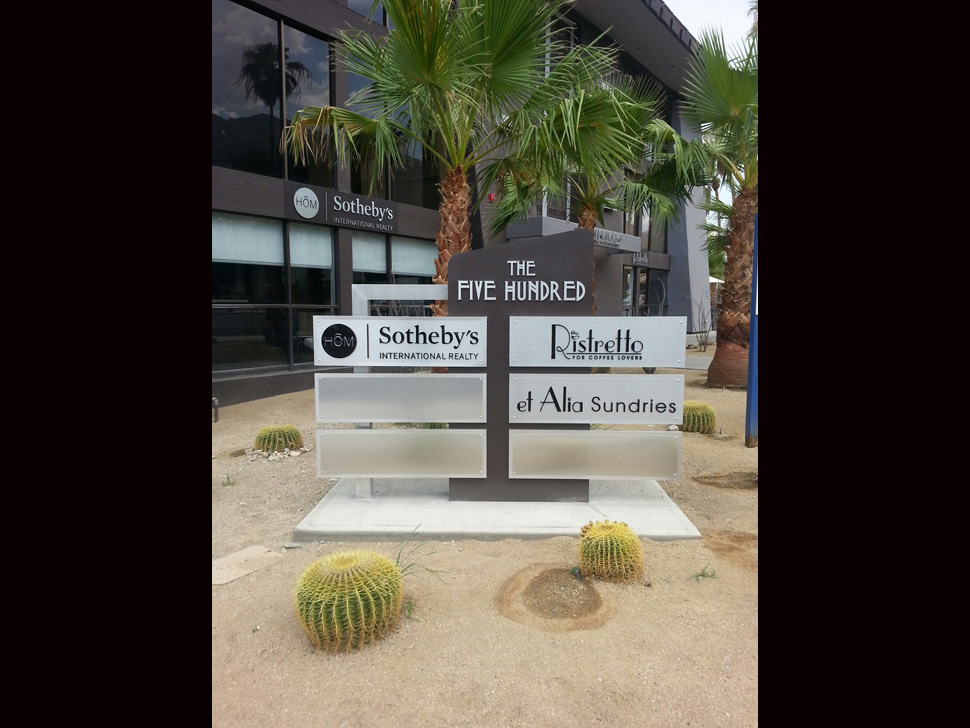 HŌM
Sotheby's
INTERNATIONAL REALTY
THE
FIVE HUNDRED
HŌM
Sotheby's
INTERNATIONAL REALTY
Ristretto
FOR COFFEE LOVERS
et Alia Sundries